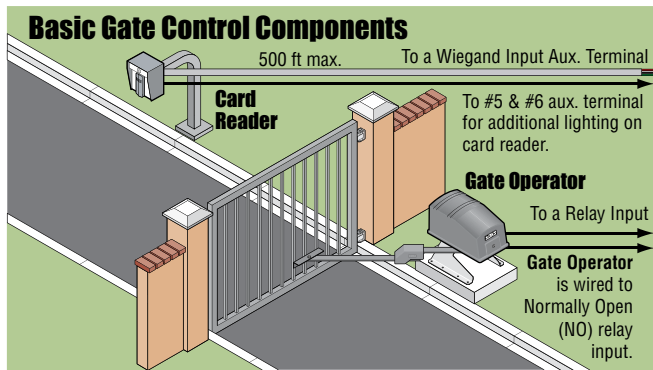 Basic Gate Control Components
500 ft max.
To a Wiegand Input Aux. Terminal
Card
Reader
To #5 & #6 aux. terminal
for additional lighting on
card reader.
Gate Operator
To a Relay Input
Gate Operator
is wired to
Normally Open
(NO) relay
input.